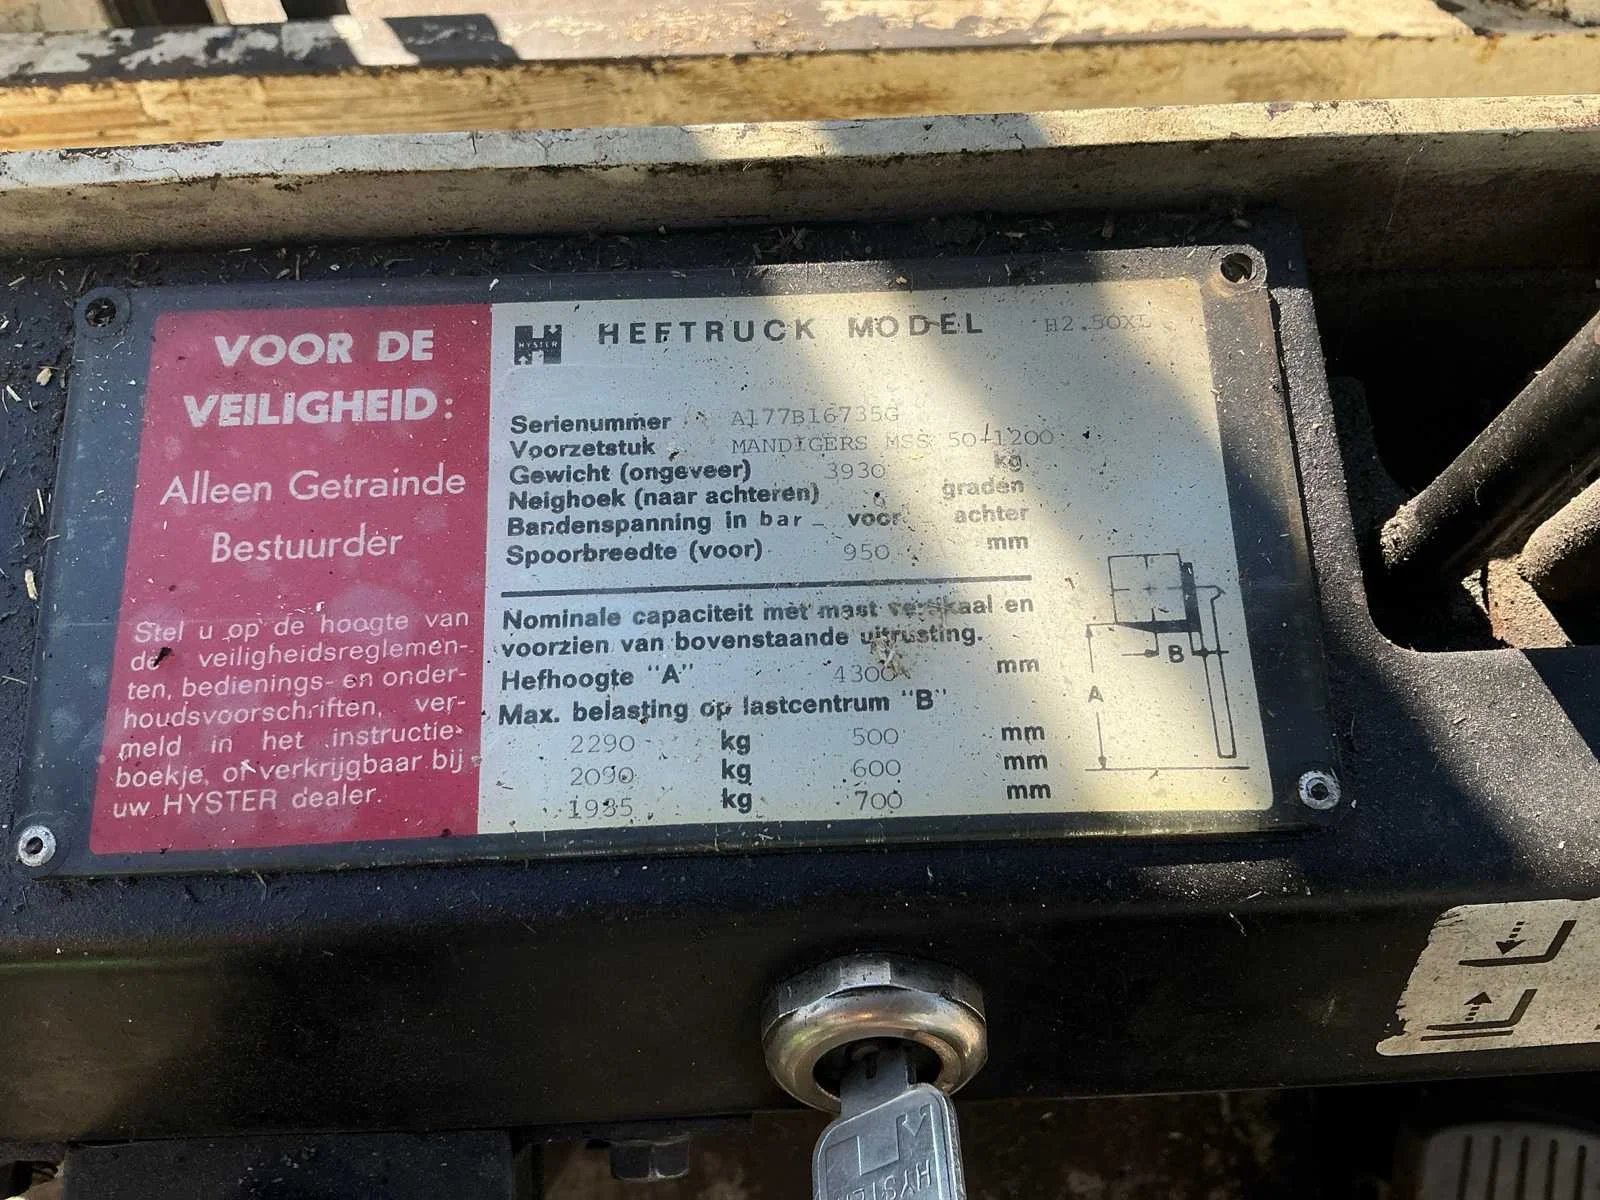 VOOR DE
VEILIGHEID:
Alleen Getrainde
Bestuurder
Stel u op de hoogte van
de veiligheidsreglemen-
ten, bedienings- en onder-
houdsvoorschriften, ver-
meld in het instructie-
boekje, of verkrijgbaar bij
uw HYSTER dealer.
HYSTER
HEFTRUCK MODEL H2.50XL
Serienummer A177B16735G
Voorzetstuk MANDIGERS MSS 50-1200
Gewicht (ongeveer) 3930 kg
Neighoek (naar achteren) graden
Bandenspanning in bar - voor achter
Spoorbreedte (voor) 950 mm
Nominale capaciteit met mast vertikaal en
voorzien van bovenstaande uitrusting.
Hefhoogte "A" 4300 mm
Max. belasting op lastcentrum "B"
2290 kg 500 mm
2090 kg 600 mm
1935 kg 700 mm
B
A
HYSTER